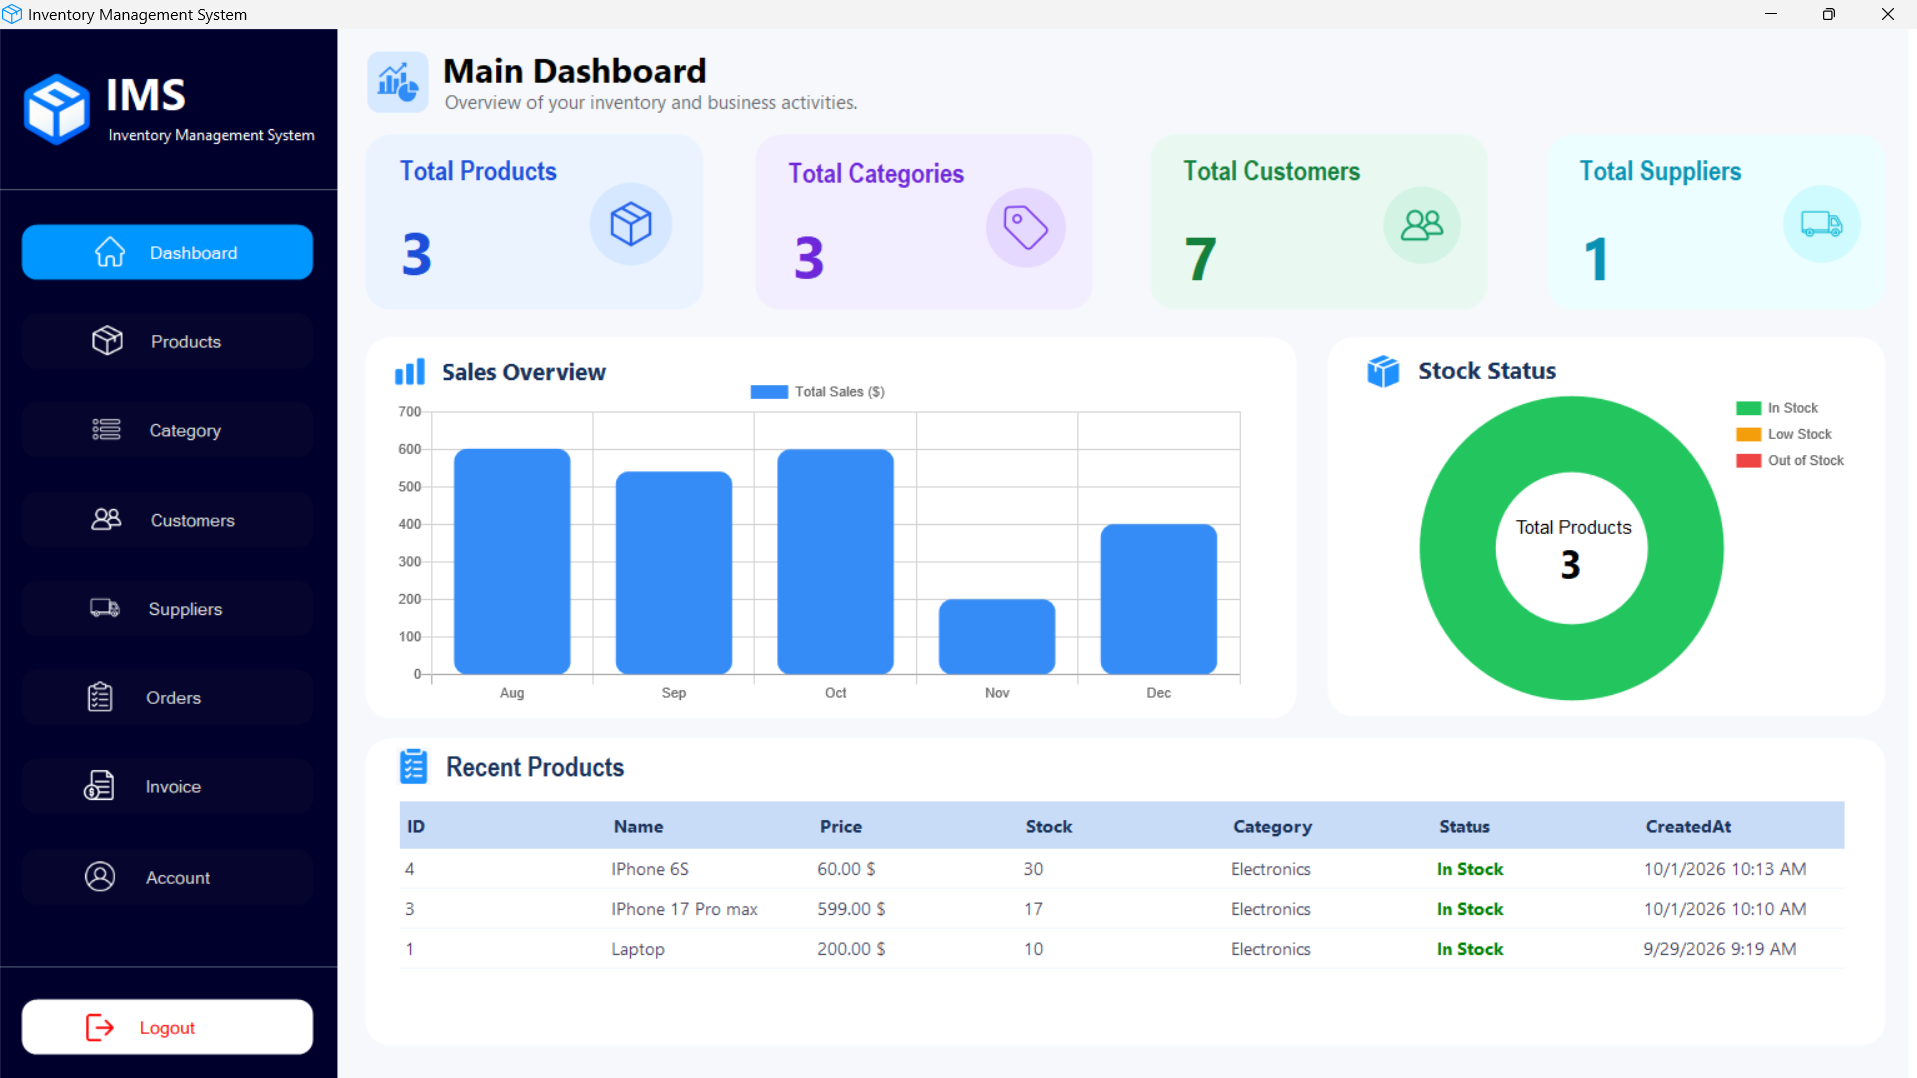 Inventory Management System
IMS
Inventory Management System
Dashboard
Products
Category
Customers
Suppliers
Orders
Invoice
Account
Logout
Main Dashboard
Overview of your inventory and business activities.
Total Products
3
Total Categories
3
Total Customers
7
Total Suppliers
1
Sales Overview
Total Sales ($)
700
600
500
400
300
200
100
0
Aug Sep Oct Nov Dec
Stock Status
In Stock
Low Stock
Out of Stock
Total Products
3
Recent Products
ID Name Price Stock Category Status CreatedAt
4 IPhone 6S 60.00 $ 30 Electronics In Stock 10/1/2026 10:13 AM
3 IPhone 17 Pro max 599.00 $ 17 Electronics In Stock 10/1/2026 10:10 AM
1 Laptop 200.00 $ 10 Electronics In Stock 9/29/2026 9:19 AM